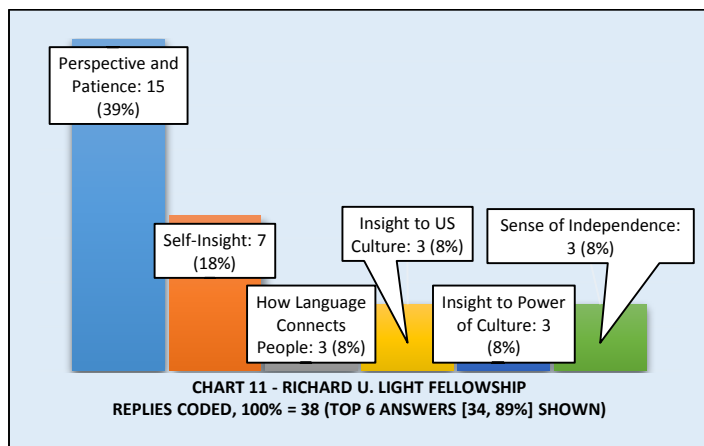 Perspective and
Patience: 15
(39%)
Self-Insight: 7
(18%)
How Language
Connects
People: 3 (8%)
Insight to US
Culture: 3 (8%)
Insight to Power
of Culture: 3
(8%)
Sense of Independence:
3 (8%)
CHART 11 - RICHARD U. LIGHT FELLOWSHIP
REPLIES CODED, 100% = 38 (TOP 6 ANSWERS [34, 89%] SHOWN)